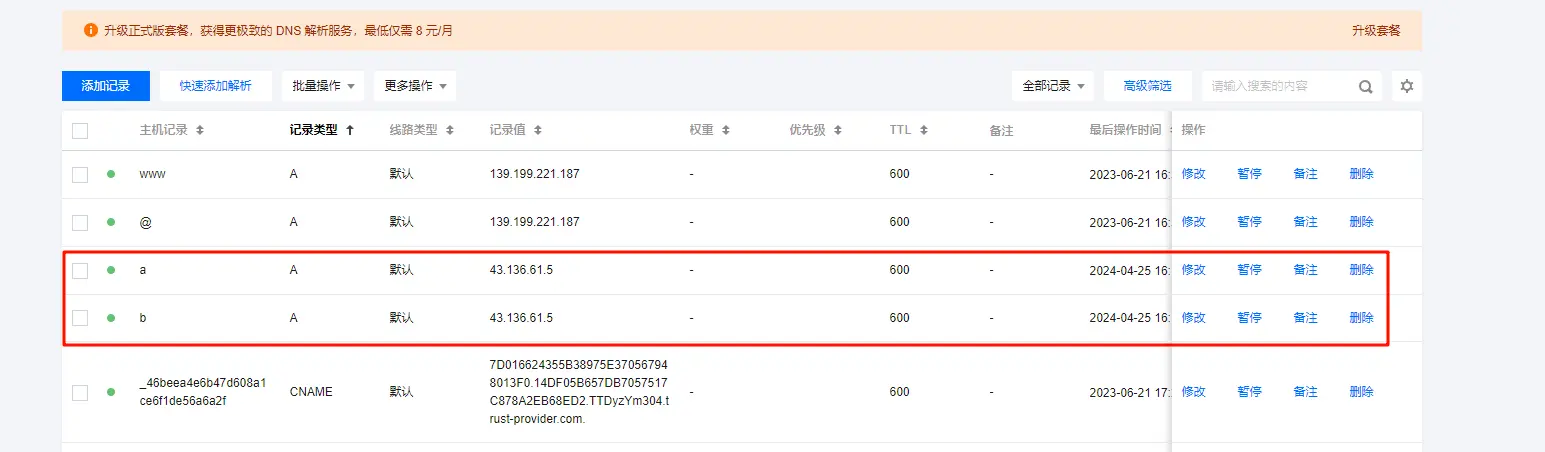 升级正式版套餐，获得更极致的 DNS 解析服务，最低仅需 8 元/月 升级套餐
添加记录 快速添加解析 批量操作 更多操作 全部记录 高级筛选 请输入搜索的内容
主机记录 记录类型 线路类型 记录值 权重 优先级 TTL 备注 最后操作时间 操作
www A 默认 139.199.221.187 - 600 - 2023-06-21 16: 修改 暂停 备注 删除
@ A 默认 139.199.221.187 - 600 - 2023-06-21 16: 修改 暂停 备注 删除
a A 默认 43.136.61.5 - 600 - 2024-04-25 16: 修改 暂停 备注 删除
b A 默认 43.136.61.5 - 600 - 2024-04-25 16: 修改 暂停 备注 删除
7D016624355B38975E37056794
_46beea4e6b47d608a1 8013F0.14DF05B657DB7057517
CNAME 默认 - 600 - 2023-06-21 17: 修改 暂停 备注 删除
ce6f1de56a6a2f C878A2EB68ED2.TTDyzYm304.t
rust-provider.com.